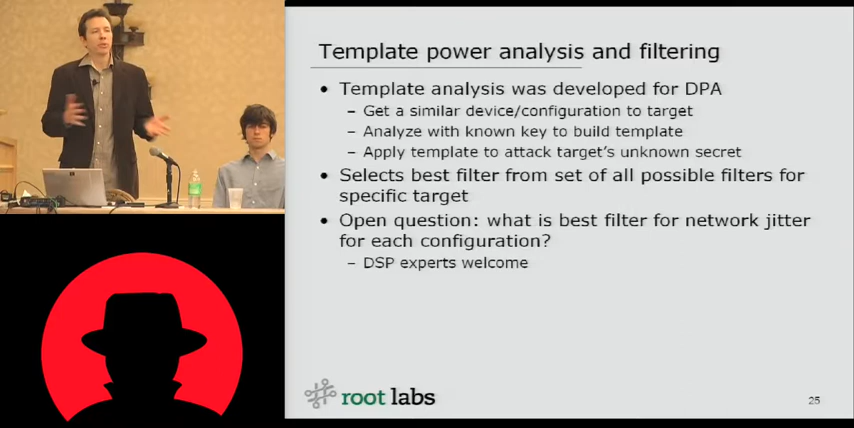 Template power analysis and filtering
• Template analysis was developed for DPA
– Get a similar device/configuration to target
– Analyze with known key to build template
– Apply template to attack target's unknown secret
• Selects best filter from set of all possible filters for
specific target
• Open question: what is best filter for network jitter
for each configuration?
– DSP experts welcome
root labs
25